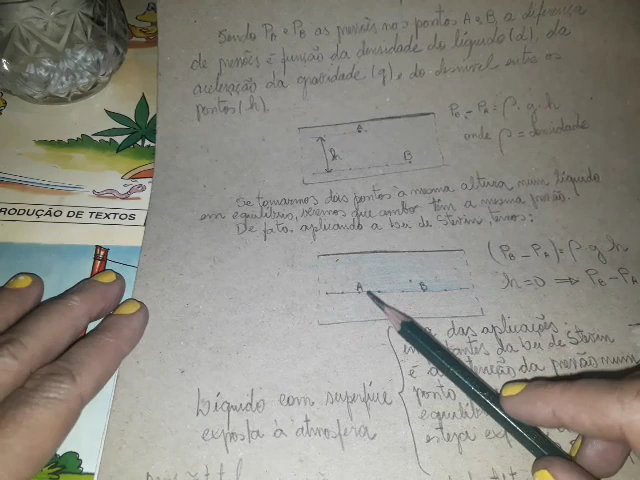 Sendo PA e PB as pressões nos pontos A e B, a diferença
de pressões é função da densidade do líquido (d), da
aceleração da gravidade (g) e do desnível entre os
pontos (h).
PB - PA = ρ · g · h
onde ρ = densidade
A
h
B
Se tomarmos dois pontos a mesma altura num líquido
em equilíbrio, veremos que ambos têm a mesma pressão.
De fato, aplicando a Lei de Stevin, temos:
RODUÇÃO DE TEXTOS
(PB - PA) = ρ · g h
h = 0 ⇒ PB - PA
A B
das aplicações
da Lei de Stevin
é a pressão num
ponto
Líquido com superfície
exposta à atmosfera
esteja